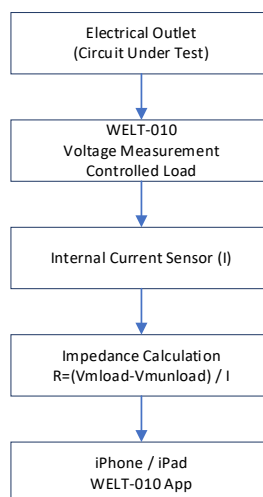 Electrical Outlet
(Circuit Under Test)
WELT-010
Voltage Measurement
Controlled Load
Internal Current Sensor (I)
Impedance Calculation
R=(Vmload-Vmunload) / I
iPhone / iPad
WELT-010 App